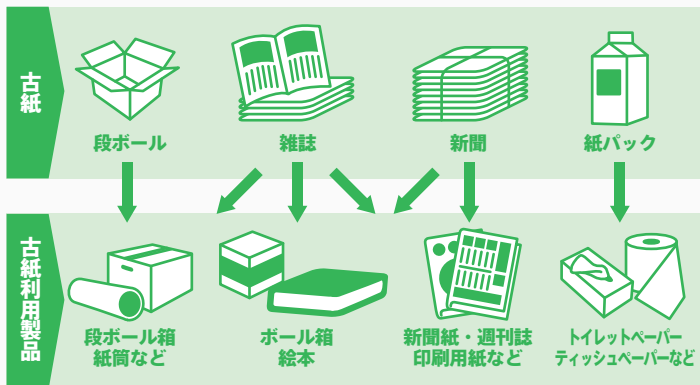 古紙
段ボール
雑誌
新聞
紙パック
古紙利用製品
段ボール箱
紙筒など
ボール箱
絵本
新聞紙・週刊誌
印刷用紙など
トイレットペーパー
ティッシュペーパーなど